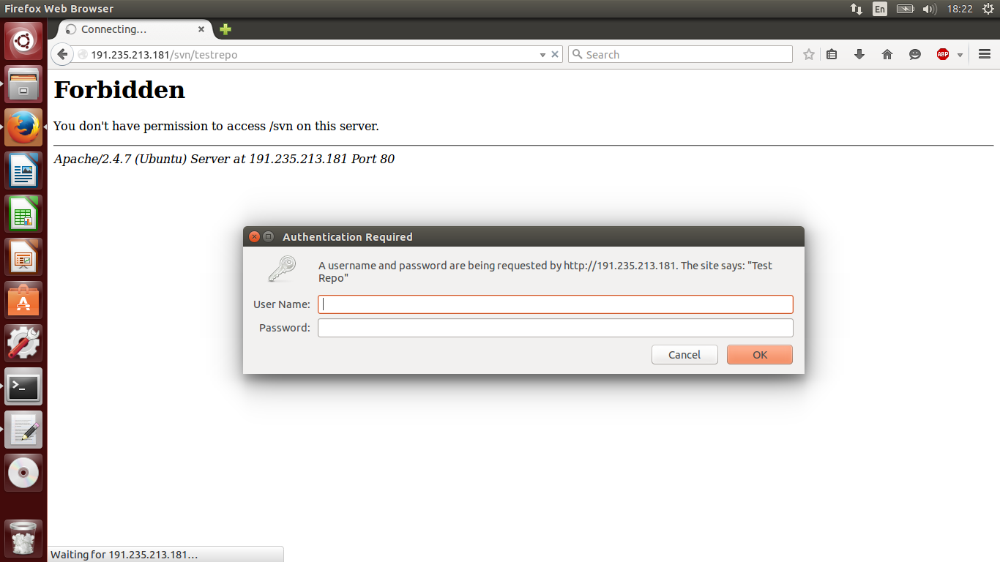 Firefox Web Browser
En
18:22
Connecting...
191.235.213.181/svn/testrepo
Search
ABP
Forbidden
You don't have permission to access /svn on this server.
Apache/2.4.7 (Ubuntu) Server at 191.235.213.181 Port 80
Authentication Required
A username and password are being requested by http://191.235.213.181. The site says: "Test
Repo"
User Name:
Password:
Cancel
OK
Waiting for 191.235.213.181...